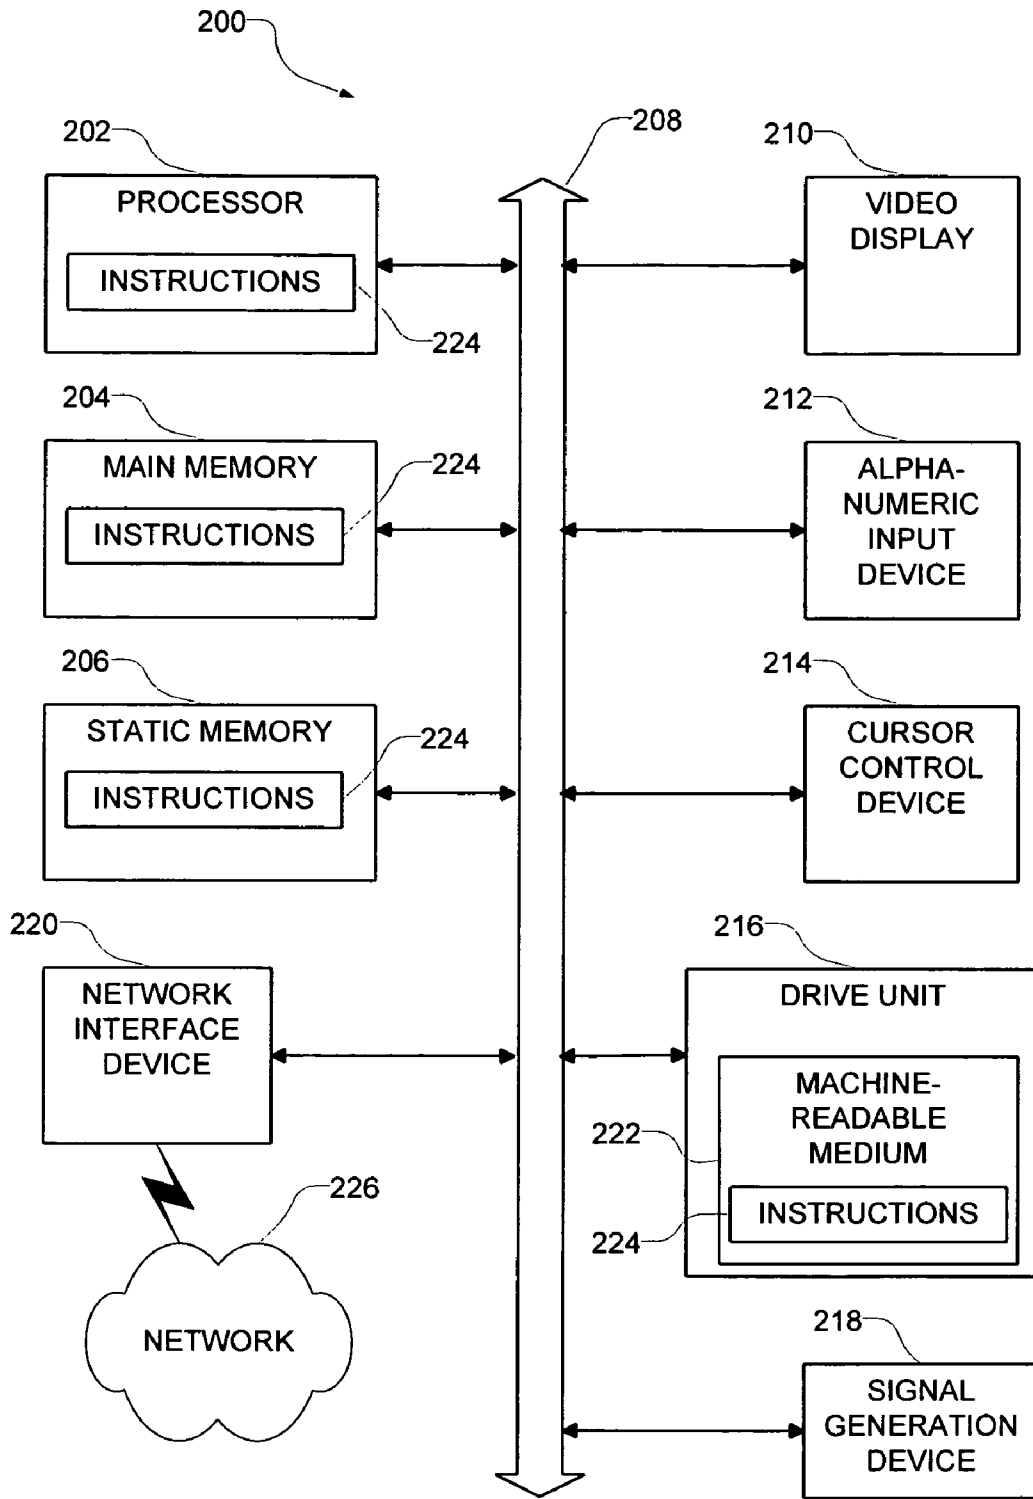 200
202
208
210
PROCESSOR
INSTRUCTIONS
224
VIDEO
DISPLAY
204
212
MAIN MEMORY
INSTRUCTIONS
224
ALPHA-
NUMERIC
INPUT
DEVICE
206
214
STATIC MEMORY
INSTRUCTIONS
224
CURSOR
CONTROL
DEVICE
220
216
NETWORK
INTERFACE
DEVICE
DRIVE UNIT
MACHINE-
READABLE
MEDIUM
222
INSTRUCTIONS
224
226
NETWORK
218
SIGNAL
GENERATION
DEVICE